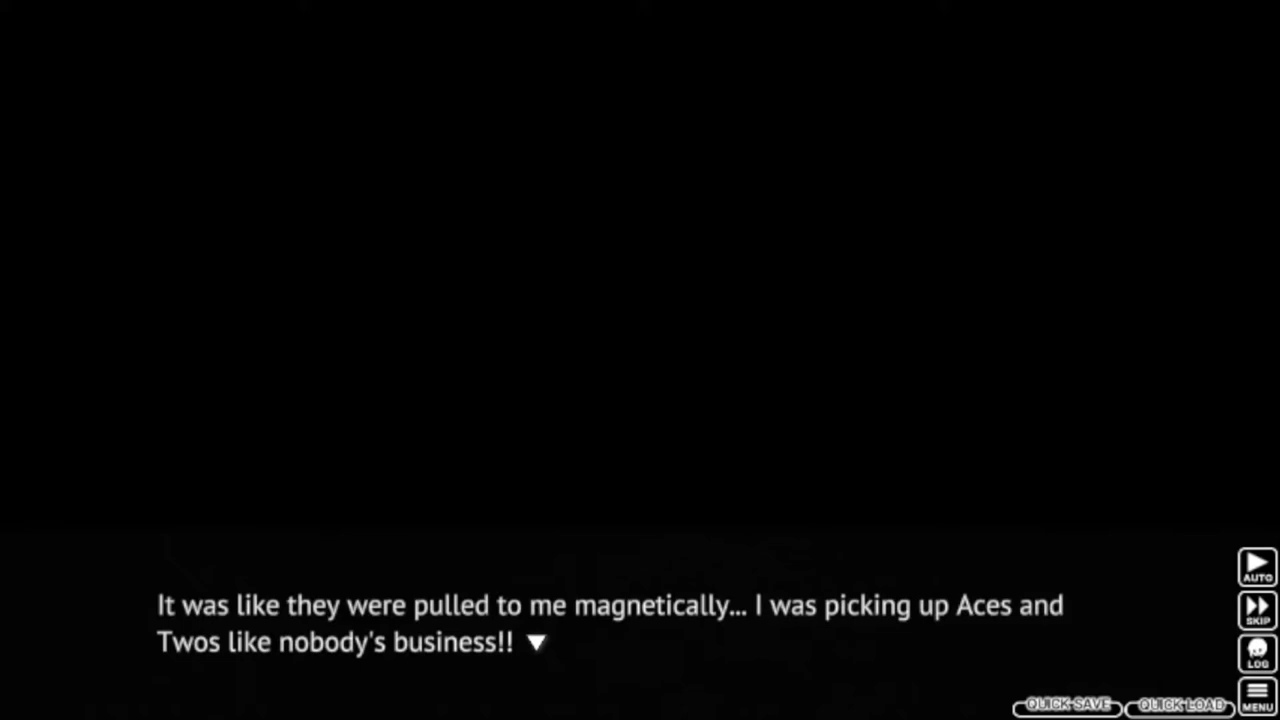 It was like they were pulled to me magnetically... I was picking up Aces and
Twos like nobody's business!!
AUTO
SKIP
LOG
MENU
QUICK SAVE
QUICK LOAD